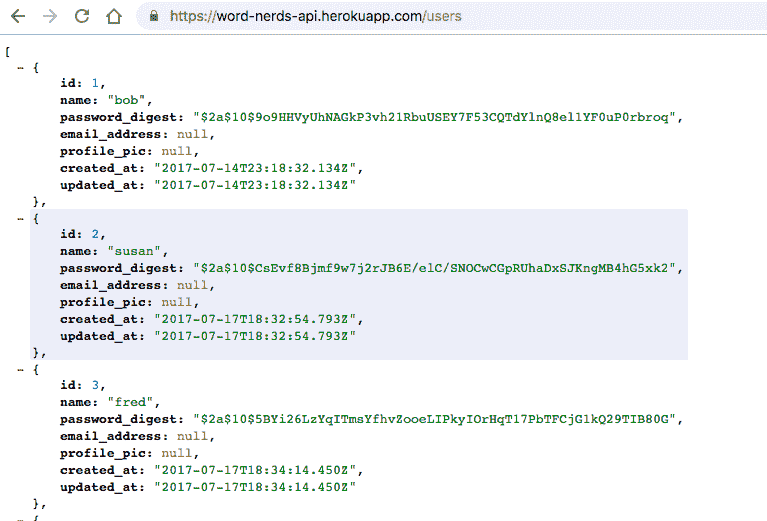 https://word-nerds-api.herokuapp.com/users
[
{
id: 1,
name: "bob",
password_digest: "$2a$10$9o9HHVyUhNAGkP3vh21RbuUSEY7F53CQTdYlnQ8el1YF0uP0rbroq",
email_address: null,
profile_pic: null,
created_at: "2017-07-14T23:18:32.134Z",
updated_at: "2017-07-14T23:18:32.134Z"
},
{
id: 2,
name: "susan",
password_digest: "$2a$10$CsEvf8Bjmf9w7j2rJB6E/elC/SNOCwCGpRUhaDxSJKngMB4hG5xk2",
email_address: null,
profile_pic: null,
created_at: "2017-07-17T18:32:54.793Z",
updated_at: "2017-07-17T18:32:54.793Z"
},
{
id: 3,
name: "fred",
password_digest: "$2a$10$5BYi26LzYqITmsYfhvZooeLIPkyIOrHqT17PbTFCjG1kQ29TIB80G",
email_address: null,
profile_pic: null,
created_at: "2017-07-17T18:34:14.450Z",
updated_at: "2017-07-17T18:34:14.450Z"
},
{